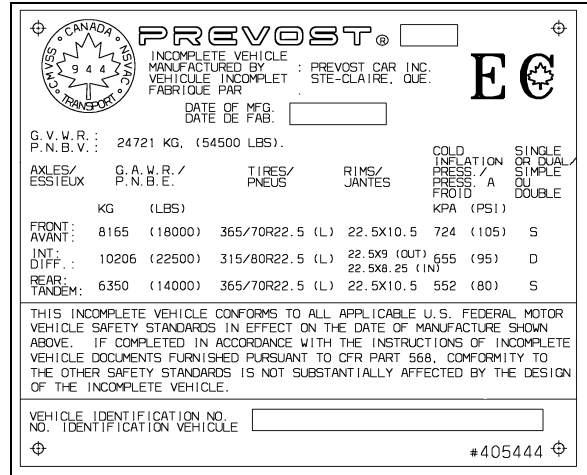 CANADA
CMVSS NSVAC
944
TRANSPORT
PREVOST®
INCOMPLETE VEHICLE
MANUFACTURED BY : PREVOST CAR INC.
VEHICULE INCOMPLET STE-CLAIRE, QUE.
FABRIQUE PAR .
EC
DATE OF MFG.
DATE DE FAB.
G.V.W.R.:
P.N.B.V.: 24721 KG, (54500 LBS).
AXLES/ G.A.W.R./ TIRES/ RIMS/ COLD INFLATION PRESS./ SINGLE OR DUAL/
ESSIEUX P.N.B.E. PNEUS JANTES PRESS. A FROID SIMPLE OU DOUBLE
KG (LBS) KPA (PSI)
FRONT:
AVANT: 8165 (18000) 365/70R22.5 (L) 22.5X10.5 724 (105) S
INT:
DIFF.: 10206 (22500) 315/80R22.5 (L) 22.5X9 (OUT) 22.5X8.25 (IN) 655 (95) D
REAR:
TANDEM: 6350 (14000) 365/70R22.5 (L) 22.5X10.5 552 (80) S
THIS INCOMPLETE VEHICLE CONFORMS TO ALL APPLICABLE U.S. FEDERAL MOTOR
VEHICLE SAFETY STANDARDS IN EFFECT ON THE DATE OF MANUFACTURE SHOWN
ABOVE. IF COMPLETED IN ACCORDANCE WITH THE INSTRUCTIONS OF INCOMPLETE
VEHICLE DOCUMENTS FURNISHED PURSUANT TO CFR PART 568, CONFORMITY TO
THE OTHER SAFETY STANDARDS IS NOT SUBSTANTIALLY AFFECTED BY THE DESIGN
OF THE INCOMPLETE VEHICLE.
VEHICLE IDENTIFICATION NO.
NO. IDENTIFICATION VEHICULE
#405444